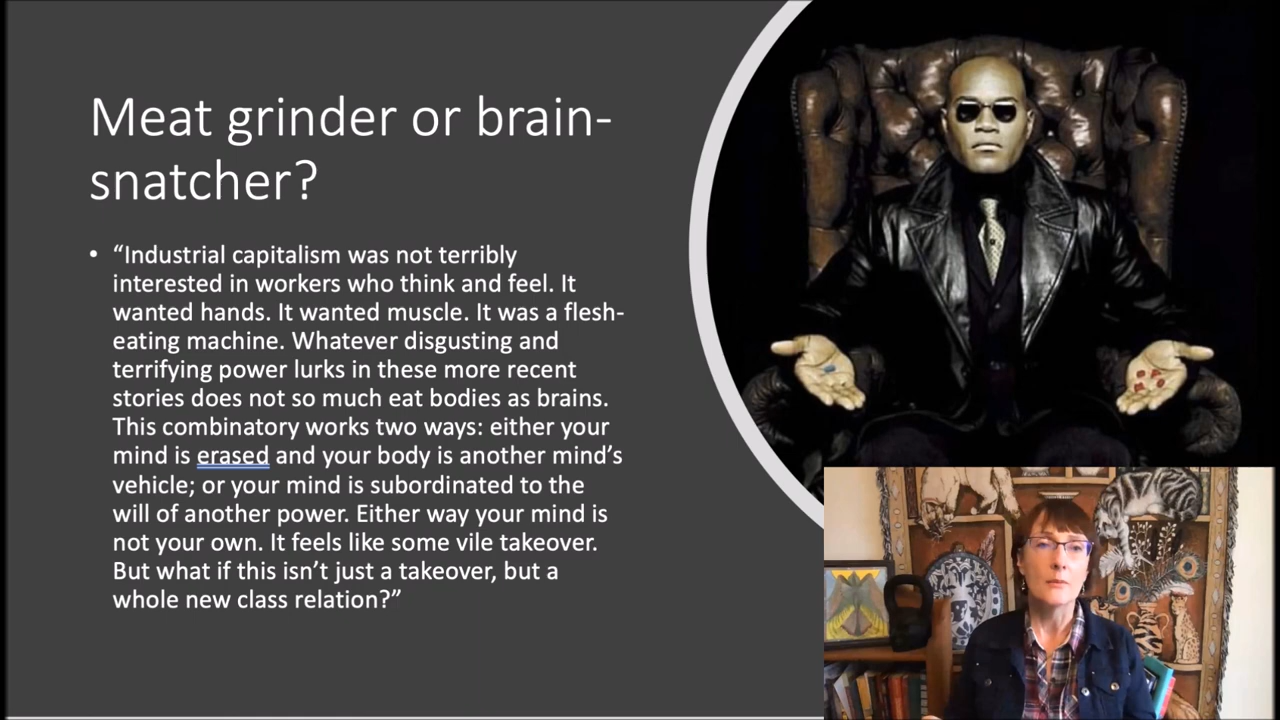 Meat grinder or brain-
snatcher?
• “Industrial capitalism was not terribly
interested in workers who think and feel. It
wanted hands. It wanted muscle. It was a flesh-
eating machine. Whatever disgusting and
terrifying power lurks in these more recent
stories does not so much eat bodies as brains.
This combinatory works two ways: either your
mind is erased and your body is another mind’s
vehicle; or your mind is subordinated to the
will of another power. Either way your mind is
not your own. It feels like some vile takeover.
But what if this isn’t just a takeover, but a
whole new class relation?”